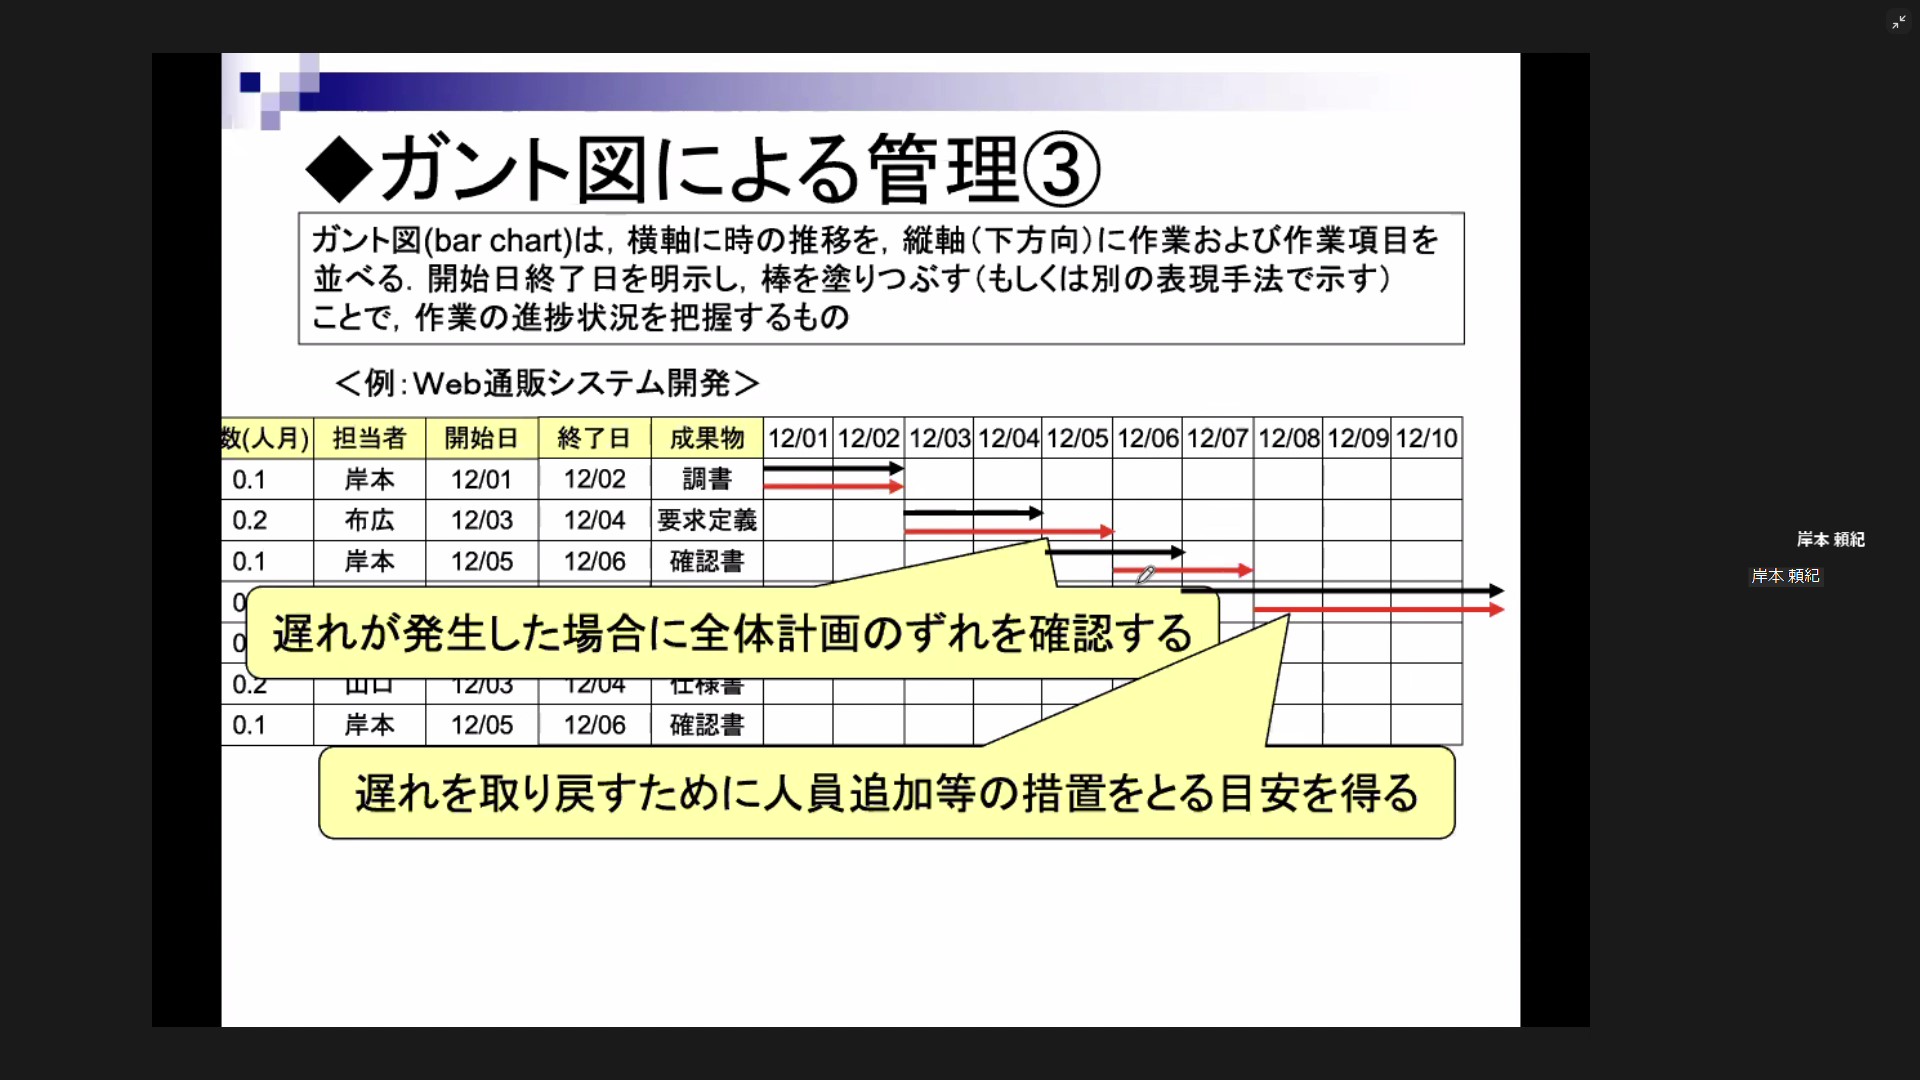 ◆ガント図による管理③
ガント図(bar chart)は，横軸に時の推移を，縦軸（下方向）に作業および作業項目を
並べる．開始日終了日を明示し，棒を塗りつぶす（もしくは別の表現手法で示す）
ことで，作業の進捗状況を把握するもの
＜例：Web通販システム開発＞
数(人月) 担当者 開始日 終了日 成果物 12/01 12/02 12/03 12/04 12/05 12/06 12/07 12/08 12/09 12/10
0.1 岸本 12/01 12/02 調書
0.2 布広 12/03 12/04 要求定義
0.1 岸本 12/05 12/06 確認書
0
遅れが発生した場合に全体計画のずれを確認する
0
0.2 山口 12/03 12/04 仕様書
0.1 岸本 12/05 12/06 確認書
遅れを取り戻すために人員追加等の措置をとる目安を得る
岸本 頼紀
岸本 頼紀